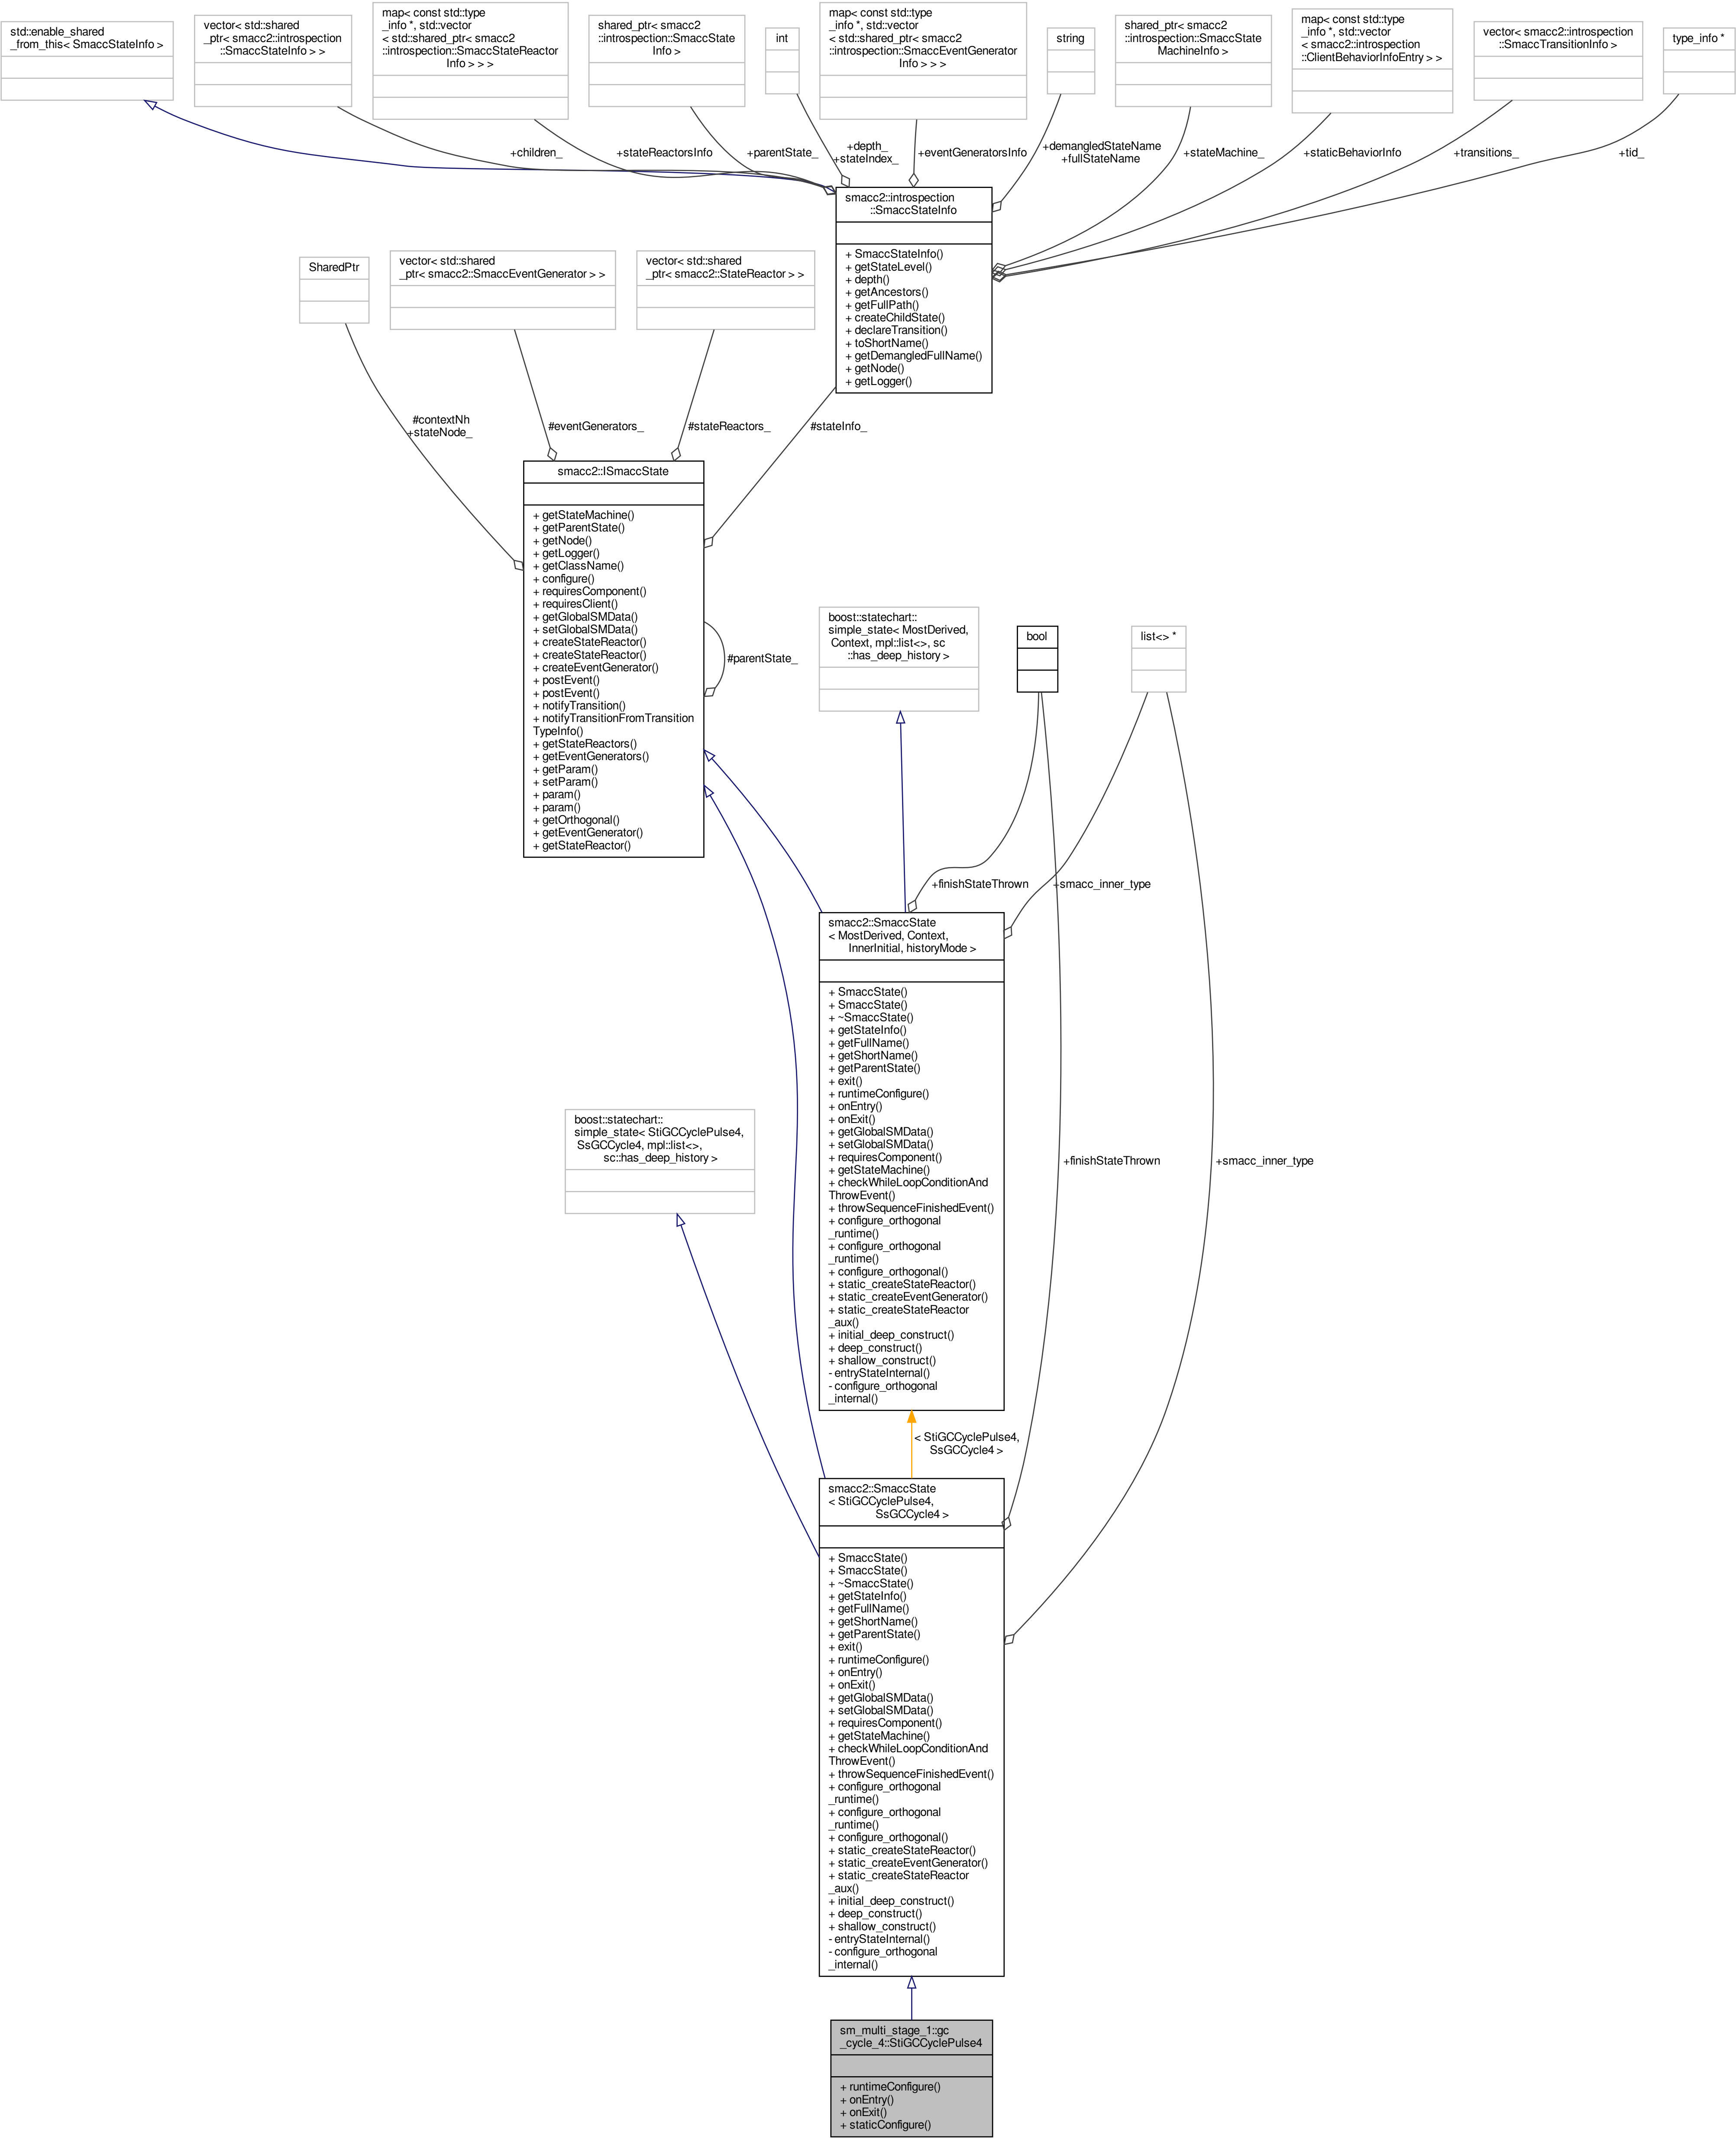 std::enable_shared
_from_this< SmaccStateInfo >
vector< std::shared
_ptr< smacc2::introspection
::SmaccStateInfo > >
map< const std::type
_info *, std::vector
< std::shared_ptr< smacc2
::introspection::SmaccStateReactor
Info > > >
shared_ptr< smacc2
::introspection::SmaccState
Info >
int
map< const std::type
_info *, std::vector
< std::shared_ptr< smacc2
::introspection::SmaccEventGenerator
Info > > >
string
shared_ptr< smacc2
::introspection::SmaccState
MachineInfo >
map< const std::type
_info *, std::vector
< smacc2::introspection
::ClientBehaviorInfoEntry > >
vector< smacc2::introspection
::SmaccTransitionInfo >
type_info *
+children_
+stateReactorsInfo
+parentState_
+depth_
+stateIndex_
+eventGeneratorsInfo
+demangledStateName
+fullStateName
+stateMachine_
+staticBehaviorInfo
+transitions_
+tid_
smacc2::introspection
::SmaccStateInfo
+ SmaccStateInfo()
+ getStateLevel()
+ depth()
+ getAncestors()
+ getFullPath()
+ createChildState()
+ declareTransition()
+ toShortName()
+ getDemangledFullName()
+ getNode()
+ getLogger()
SharedPtr
vector< std::shared
_ptr< smacc2::SmaccEventGenerator > >
vector< std::shared
_ptr< smacc2::StateReactor > >
#contextNh
+stateNode_
#eventGenerators_
#stateReactors_
#stateInfo_
smacc2::ISmaccState
+ getStateMachine()
+ getParentState()
+ getNode()
+ getLogger()
+ getClassName()
+ configure()
+ requiresComponent()
+ requiresClient()
+ getGlobalSMData()
+ setGlobalSMData()
+ createStateReactor()
+ createStateReactor()
+ createEventGenerator()
+ postEvent()
+ postEvent()
+ notifyTransition()
+ notifyTransitionFromTransition
TypeInfo()
+ getStateReactors()
+ getEventGenerators()
+ getParam()
+ setParam()
+ param()
+ param()
+ getOrthogonal()
+ getEventGenerator()
+ getStateReactor()
#parentState_
boost::statechart::
simple_state< MostDerived,
Context, mpl::list<>, sc
::has_deep_history >
bool
list<> *
+finishStateThrown
+smacc_inner_type
smacc2::SmaccState
< MostDerived, Context,
InnerInitial, historyMode >
+ SmaccState()
+ SmaccState()
+ ~SmaccState()
+ getStateInfo()
+ getFullName()
+ getShortName()
+ getParentState()
+ exit()
+ runtimeConfigure()
+ onEntry()
+ onExit()
+ getGlobalSMData()
+ setGlobalSMData()
+ requiresComponent()
+ getStateMachine()
+ checkWhileLoopConditionAnd
ThrowEvent()
+ throwSequenceFinishedEvent()
+ configure_orthogonal
_runtime()
+ configure_orthogonal
_runtime()
+ configure_orthogonal()
+ static_createStateReactor()
+ static_createEventGenerator()
+ static_createStateReactor
_aux()
+ initial_deep_construct()
+ deep_construct()
+ shallow_construct()
- entryStateInternal()
- configure_orthogonal
_internal()
boost::statechart::
simple_state< StiGCCyclePulse4,
SsGCCycle4, mpl::list<>,
sc::has_deep_history >
+finishStateThrown
+smacc_inner_type
< StiGCCyclePulse4,
SsGCCycle4 >
smacc2::SmaccState
< StiGCCyclePulse4,
SsGCCycle4 >
+ SmaccState()
+ SmaccState()
+ ~SmaccState()
+ getStateInfo()
+ getFullName()
+ getShortName()
+ getParentState()
+ exit()
+ runtimeConfigure()
+ onEntry()
+ onExit()
+ getGlobalSMData()
+ setGlobalSMData()
+ requiresComponent()
+ getStateMachine()
+ checkWhileLoopConditionAnd
ThrowEvent()
+ throwSequenceFinishedEvent()
+ configure_orthogonal
_runtime()
+ configure_orthogonal
_runtime()
+ configure_orthogonal()
+ static_createStateReactor()
+ static_createEventGenerator()
+ static_createStateReactor
_aux()
+ initial_deep_construct()
+ deep_construct()
+ shallow_construct()
- entryStateInternal()
- configure_orthogonal
_internal()
sm_multi_stage_1::gc
_cycle_4::StiGCCyclePulse4
+ runtimeConfigure()
+ onEntry()
+ onExit()
+ staticConfigure()